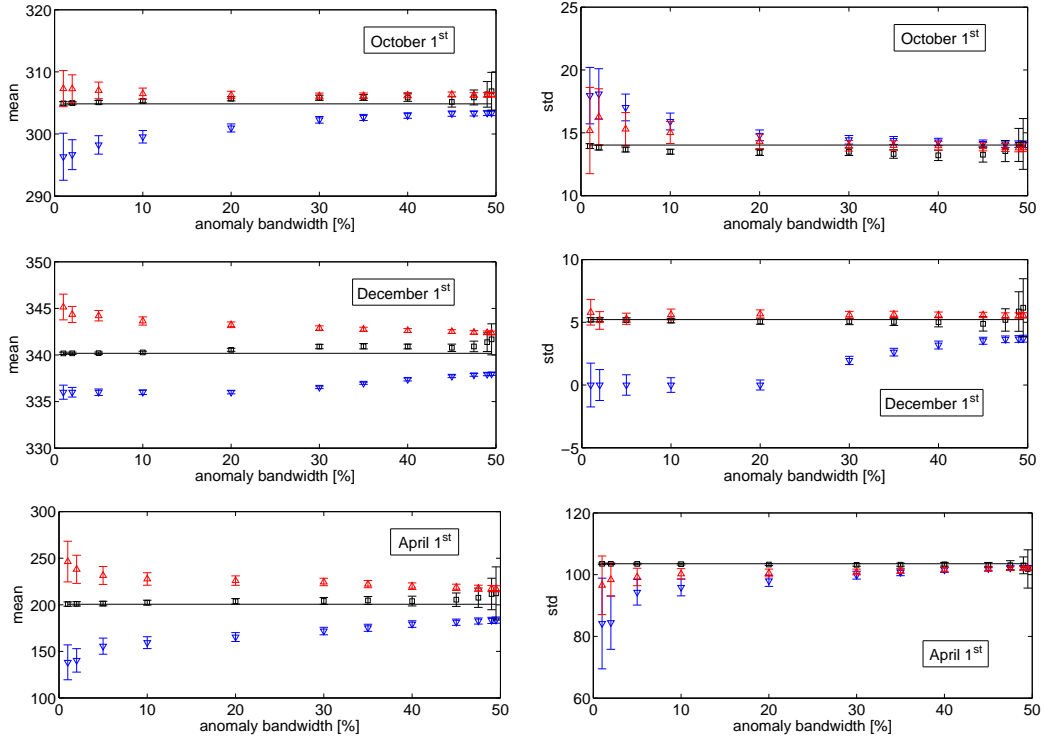 320
310
300
290
mean
October 1st
0 10 20 30 40 50
anomaly bandwidth [%]
25
20
15
10
std
October 1st
0 10 20 30 40 50
anomaly bandwidth [%]
350
345
340
335
330
mean
December 1st
0 10 20 30 40 50
anomaly bandwidth [%]
10
5
0
−5
std
December 1st
0 10 20 30 40 50
anomaly bandwidth [%]
300
250
200
150
100
mean
April 1st
0 10 20 30 40 50
anomaly bandwidth [%]
120
100
80
60
std
April 1st
0 10 20 30 40 50
anomaly bandwidth [%]